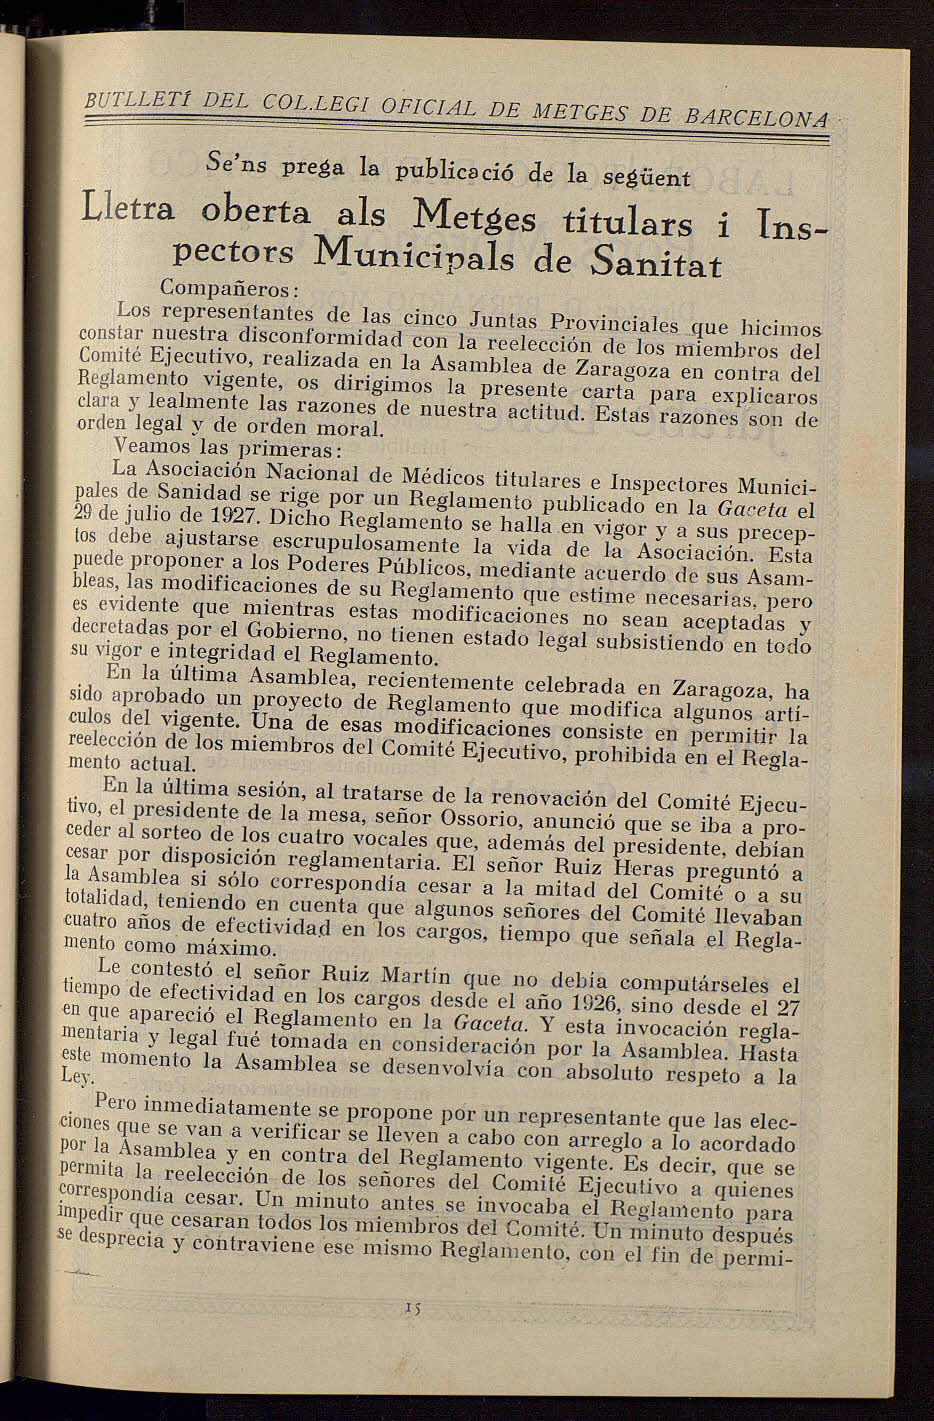 BUTLLETÍ DEL COL.LEGI OFICIAL DE METGES DE BARCELONA
Se'ns prega la publicació de la següent
Lletra oberta als Metges titulars i Ins-
pectors Municipals de Sanitat
Compañeros:
Los representantes de las cinco Juntas Provinciales que hicimos
constar nuestra disconformidad con la reelección de los miembros del
Comité Ejecutivo, realizada en la Asamblea de Zaragoza en contra del
Reglamento vigente, os dirigimos la presente carta para explicaros
clara y lealmente las razones de nuestra actitud. Estas razones son de
orden legal y de orden moral.
Veamos las primeras:
La Asociación Nacional de Médicos titulares e Inspectores Munici-
pales de Sanidad se rige por un Reglamento publicado en la Gaceta el
29 de julio de 1927. Dicho Reglamento se halla en vigor y a sus precep-
tos debe ajustarse escrupulosamente la vida de la Asociación. Esta
puede proponer a los Poderes Públicos, mediante acuerdo de sus Asam-
bleas, las modificaciones de su Reglamento que estime necesarias, pero
es evidente que mientras estas modificaciones no sean aceptadas y
decretadas por el Gobierno, no tienen estado legal subsistiendo en todo
su vigor e integridad el Reglamento.
En la última Asamblea, recientemente celebrada en Zaragoza, ha
sido aprobado un proyecto de Reglamento que modifica algunos artí-
culos del vigente. Una de esas modificaciones consiste en permitir la
reelección de los miembros del Comité Ejecutivo, prohibida en el Regla-
mento actual.
En la última sesión, al tratarse de la renovación del Comité Ejecu-
tivo, el presidente de la mesa, señor Ossorio, anunció que se iba a pro-
ceder al sorteo de los cuatro vocales que, además del presidente, debían
cesar por disposición reglamentaria. El señor Ruiz Heras preguntó a
la Asamblea si sólo correspondía cesar a la mitad del Comité o a su
totalidad, teniendo en cuenta que algunos señores del Comité llevaban
cuatro años de efectividad en los cargos, tiempo que señala el Regla-
mento como máximo.
Le contestó el señor Ruiz Martín que no debía computárseles el
tiempo de efectividad en los cargos desde el año 1926, sino desde el 27
en que apareció el Reglamento en la Gaceta. Y esta invocación regla-
mentaria y legal fué tomada en consideración por la Asamblea. Hasta
este momento la Asamblea se desenvolvía con absoluto respeto a la
Ley.
Pero inmediatamente se propone por un representante que las elec-
ciones que se van a verificar se lleven a cabo con arreglo a lo acordado
por la Asamblea y en contra del Reglamento vigente. Es decir, que se
permita la reelección de los señores del Comité Ejecutivo a quienes
correspondía cesar. Un minuto antes se invocaba el Reglamento para
impedir que cesaran todos los miembros del Comité. Un minuto después
se desprecia y contraviene ese mismo Reglamento, con el fin de permi-
15